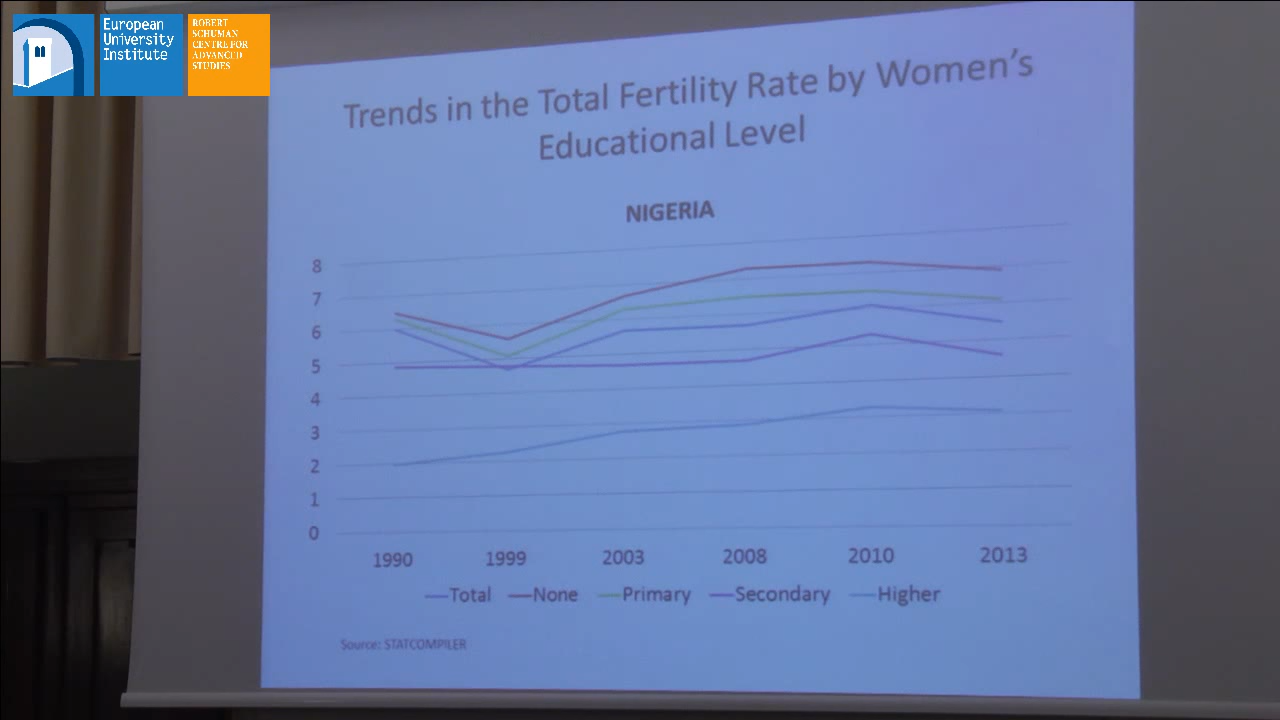 European
University
Institute
ROBERT
SCHUMAN
CENTRE FOR
ADVANCED
STUDIES
Trends in the Total Fertility Rate by Women's
Educational Level
NIGERIA
8
7
6
5
4
3
2
1
0
1990 1999 2003 2008 2010 2013
Total None Primary Secondary Higher
Source: STATCOMPILER